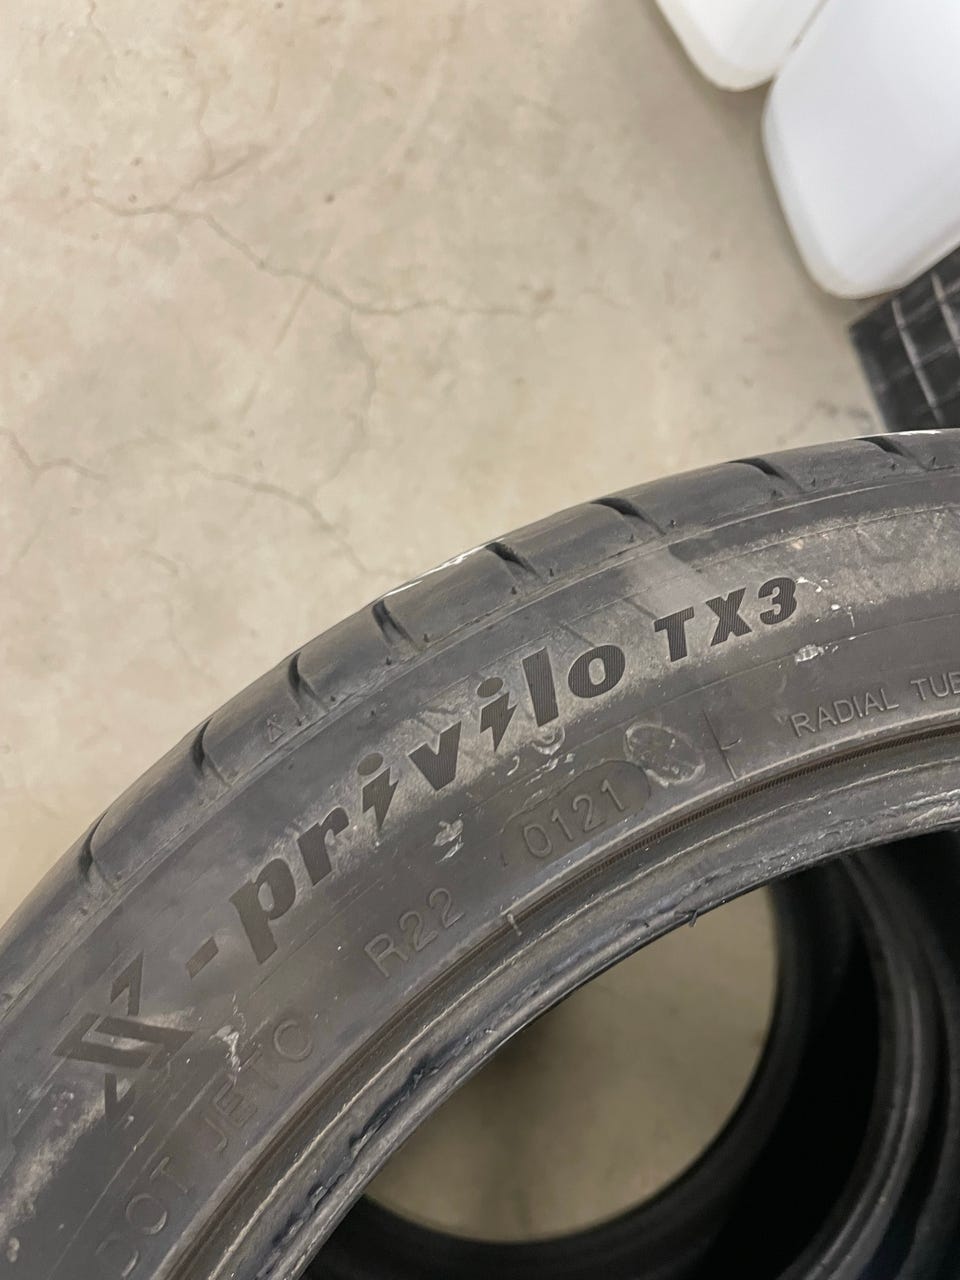 X-privilo TX3
RADIAL TUBE
DOT JETC R22 0121